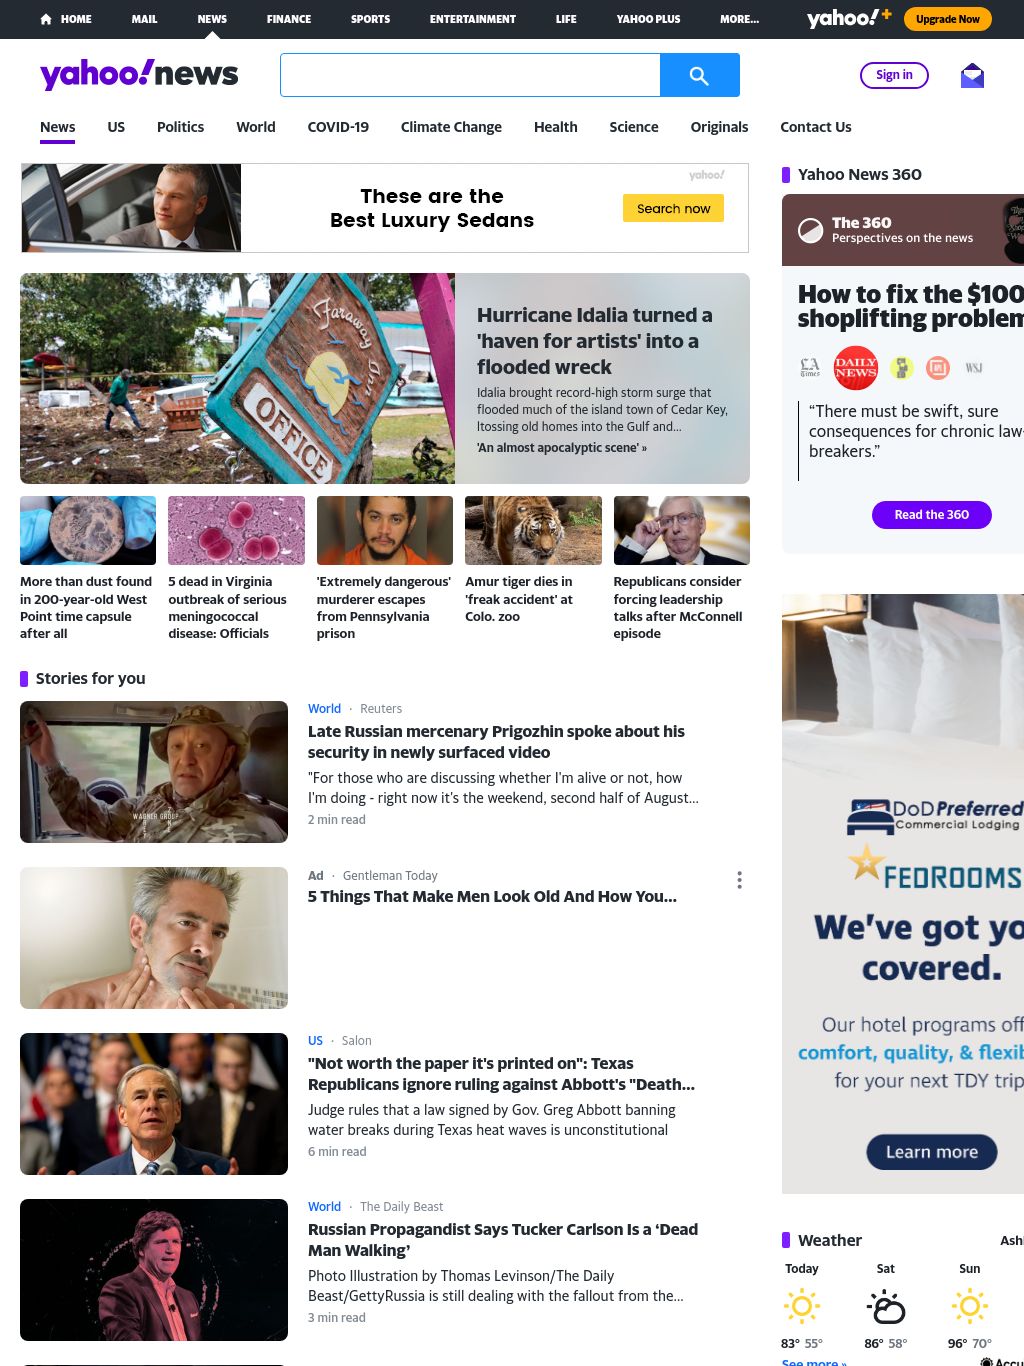 HOME MAIL NEWS FINANCE SPORTS ENTERTAINMENT LIFE YAHOO PLUS MORE... yahoo!+ Upgrade Now
yahoo!news Sign in
News US Politics World COVID-19 Climate Change Health Science Originals Contact Us
yahoo!
These are the
Best Luxury Sedans
Search now
Faraway Inn
OFFICE
Hurricane Idalia turned a
'haven for artists' into a
flooded wreck
Idalia brought record-high storm surge that
flooded much of the island town of Cedar Key,
ltossing old homes into the Gulf and...
'An almost apocalyptic scene' »
More than dust found
in 200-year-old West
Point time capsule
after all
5 dead in Virginia
outbreak of serious
meningococcal
disease: Officials
'Extremely dangerous'
murderer escapes
from Pennsylvania
prison
Amur tiger dies in
'freak accident' at
Colo. zoo
Republicans consider
forcing leadership
talks after McConnell
episode
Stories for you
World · Reuters
Late Russian mercenary Prigozhin spoke about his
security in newly surfaced video
"For those who are discussing whether I'm alive or not, how
I'm doing - right now it's the weekend, second half of August...
2 min read
WAGNER GROUP
Ad · Gentleman Today
5 Things That Make Men Look Old And How You...
US · Salon
"Not worth the paper it's printed on": Texas
Republicans ignore ruling against Abbott's "Death...
Judge rules that a law signed by Gov. Greg Abbott banning
water breaks during Texas heat waves is unconstitutional
6 min read
World · The Daily Beast
Russian Propagandist Says Tucker Carlson Is a ‘Dead
Man Walking’
Photo Illustration by Thomas Levinson/The Daily
Beast/GettyRussia is still dealing with the fallout from the...
3 min read
Yahoo News 360
The 360
Perspectives on the news
How to fix the $100
shoplifting problem
LA Times
DAILY NEWS
WSJ
“There must be swift, sure
consequences for chronic law-
breakers.”
Read the 360
DoD Preferred
Commercial Lodging
FEDROOMS
We've got yo
covered.
Our hotel programs off
comfort, quality, & flexib
for your next TDY trip
Learn more
Weather Ash
Today Sat Sun
83° 55° 86° 58° 96° 70°
See more » Accu